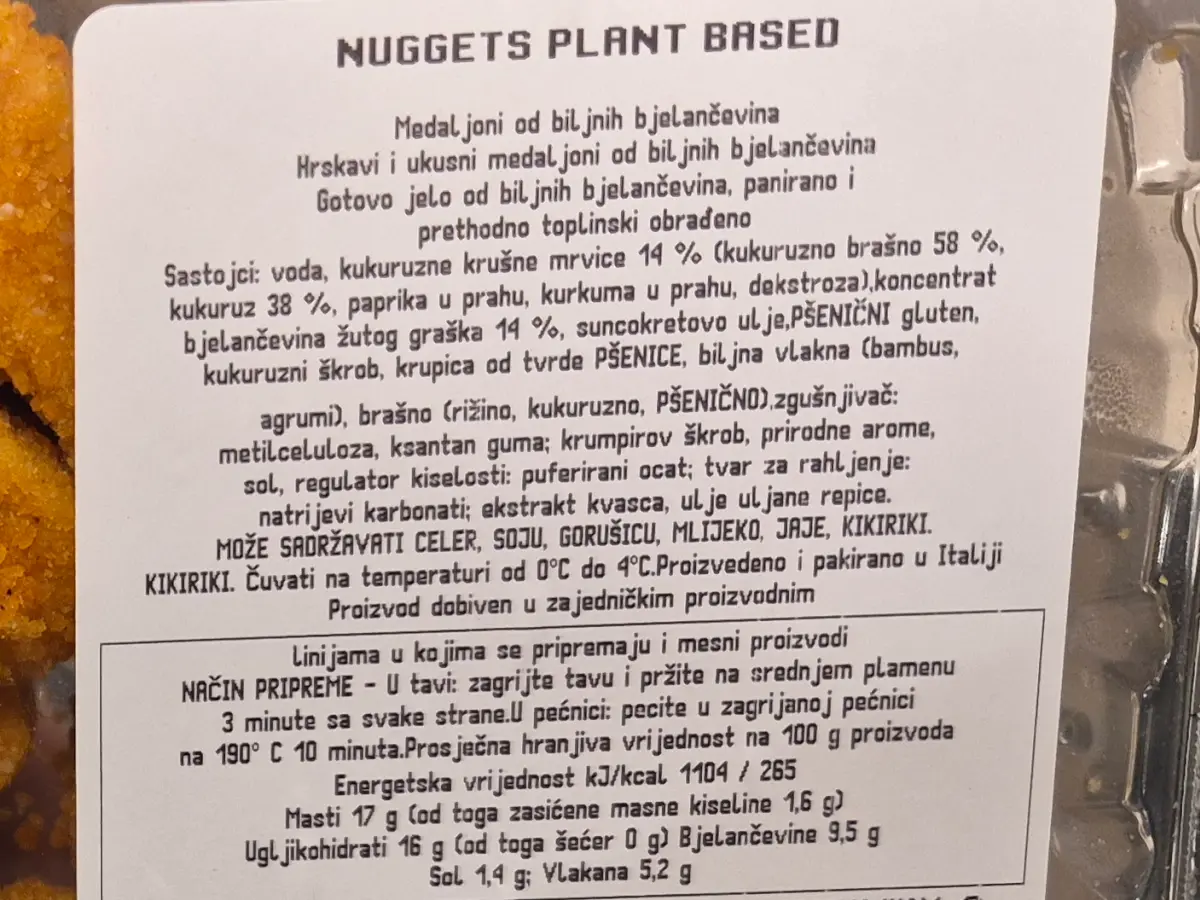 NUGGETS PLANT BASED
Medaljoni od biljnih bjelančevina
Hrskavi i ukusni medaljoni od biljnih bjelančevina
Gotovo jelo od biljnih bjelančevina, panirano i
prethodno toplinski obrađeno
Sastojci: voda, kukuruzne krušne mrvice 14 % (kukuruzno brašno 58 %,
kukuruz 38 %, paprika u prahu, kurkuma u prahu, dekstroza),koncentrat
bjelančevina žutog graška 14 %, suncokretovo ulje,PŠENIČNI gluten,
kukuruzni škrob, krupica od tvrde PŠENICE, biljna vlakna (bambus,
agrumi), brašno (rižino, kukuruzno, PŠENIČNO),zgušnjivač:
metilceluloza, ksantan guma; krumpirov škrob, prirodne arome,
sol, regulator kiselosti: puferirani ocat; tvar za rahljenje:
natrijevi karbonati; ekstrakt kvasca, ulje uljane repice.
MOŽE SADRŽAVATI CELER, SOJU, GORUŠICU, MLIJEKO, JAJE, KIKIRIKI.
KIKIRIKI. Čuvati na temperaturi od 0°C do 4°C.Proizvedeno i pakirano u Italiji
Proizvod dobiven u zajedničkim proizvodnim
linijama u kojima se pripremaju i mesni proizvodi
NAČIN PRIPREME - U tavi: zagrijte tavu i pržite na srednjem plamenu
3 minute sa svake strane.U pećnici: pecite u zagrijanoj pećnici
na 190° C 10 minuta.Prosječna hranjiva vrijednost na 100 g proizvoda
Energetska vrijednost kJ/kcal 1104 / 265
Masti 17 g (od toga zasićene masne kiseline 1,6 g)
Ugljikohidrati 16 g (od toga šećer 0 g) Bjelančevine 9,5 g
Sol 1,4 g; Vlakana 5,2 g